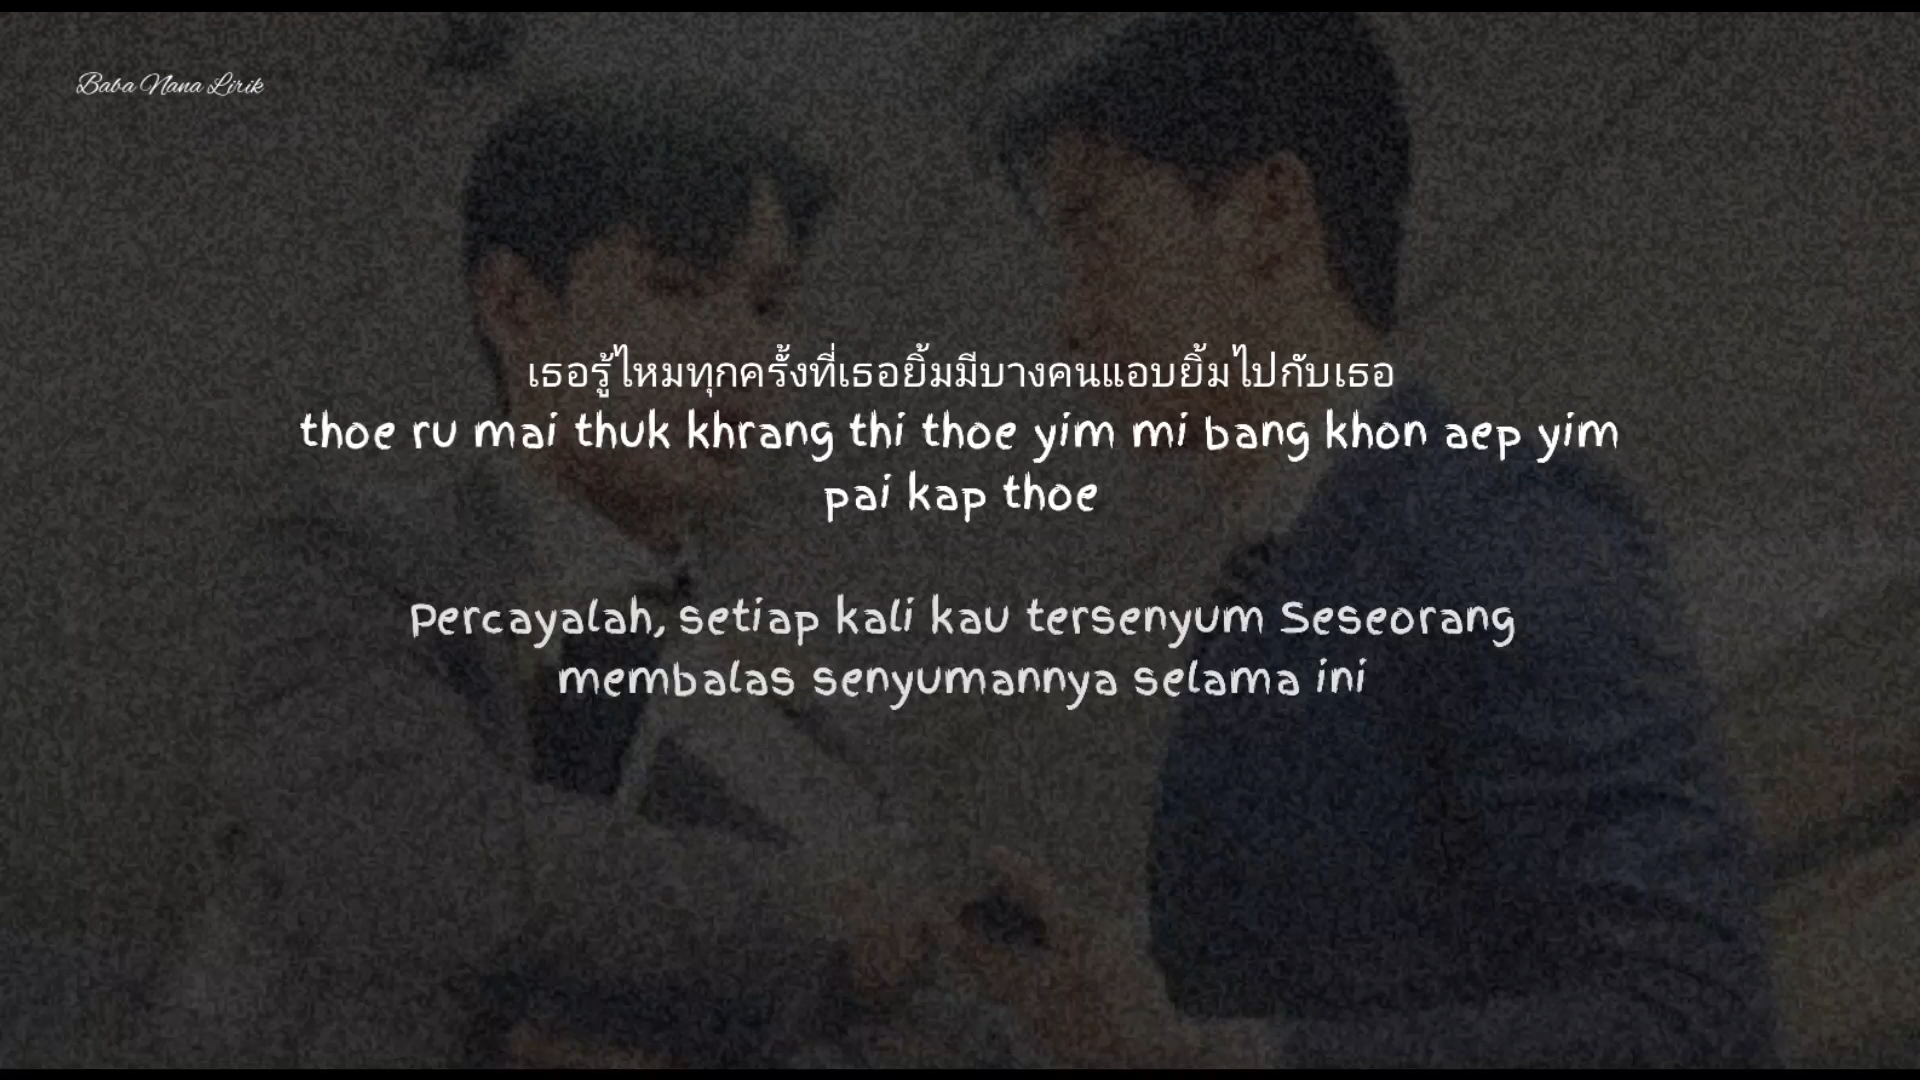 Baba Nana Lirik
เธอรู้ไหมทุกครั้งที่เธอยิ้มมีบางคนแอบยิ้มไปกับเธอ
thoe ru mai thuk khrang thi thoe yim mi bang khon aep yim
pai kap thoe
Percayalah, setiap kali kau tersenyum Seseorang
membalas senyumannya selama ini